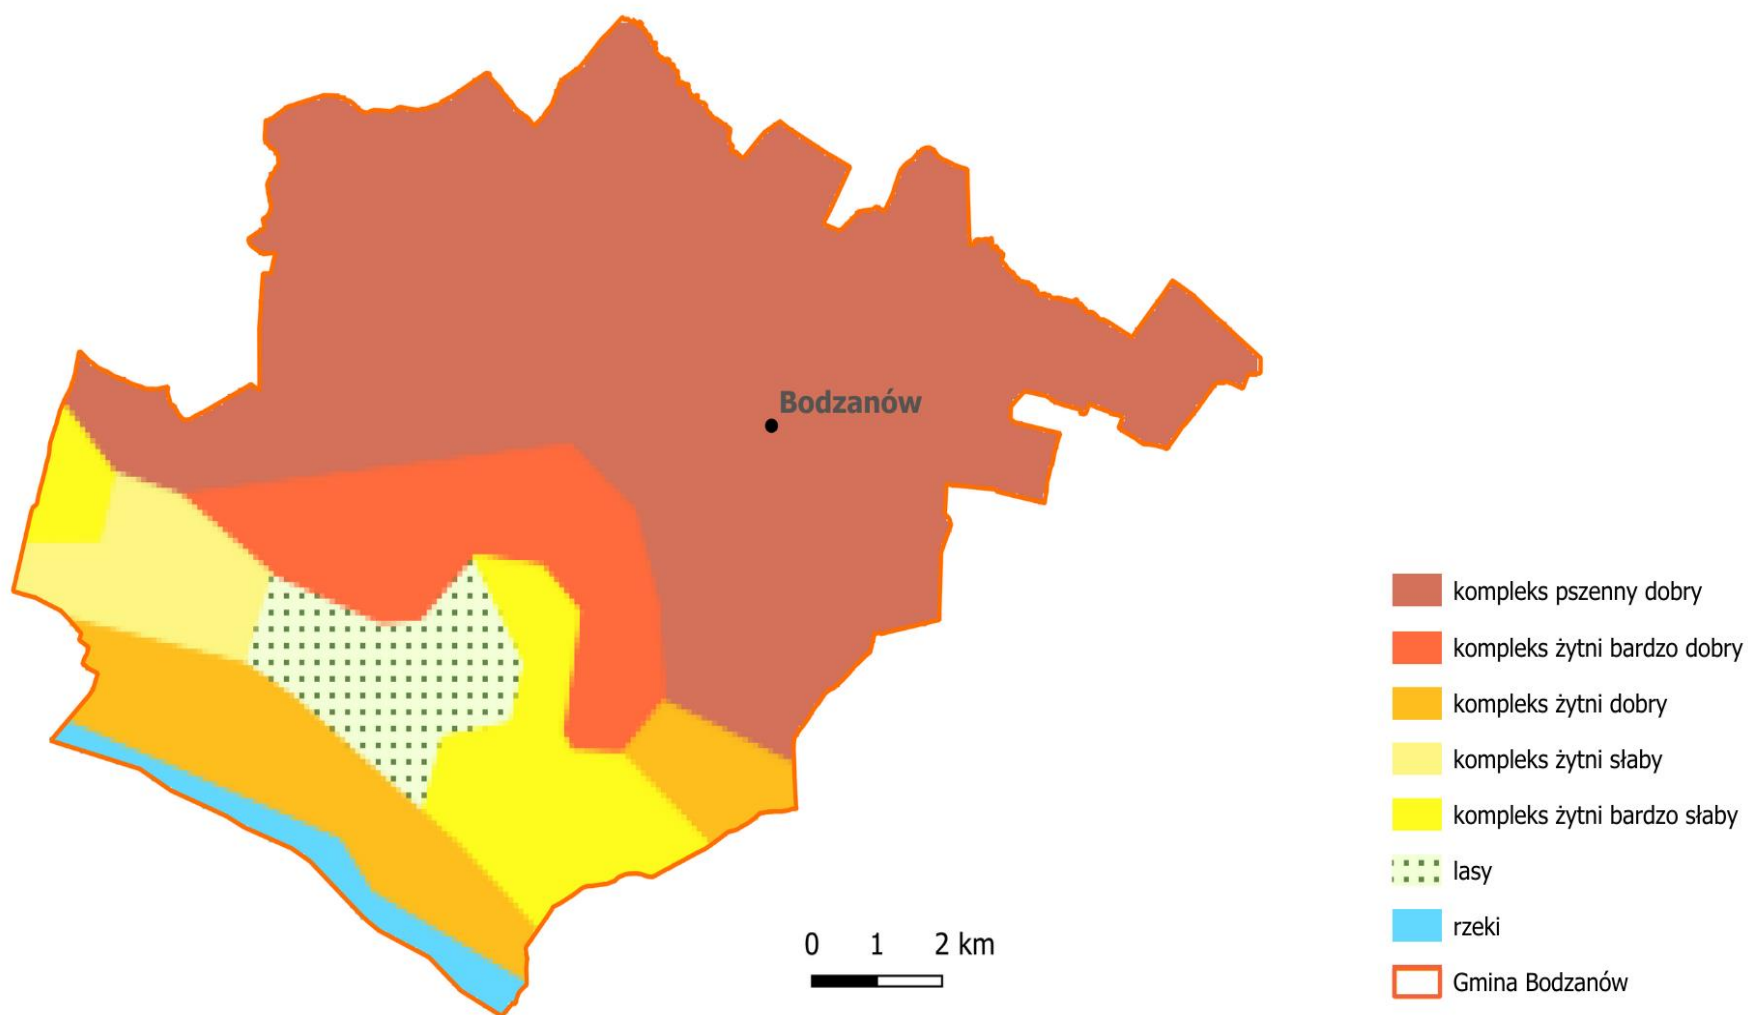 Bodzanów
0 1 2 km
kompleks pszenny dobry
kompleks żytni bardzo dobry
kompleks żytni dobry
kompleks żytni słaby
kompleks żytni bardzo słaby
lasy
rzeki
Gmina Bodzanów